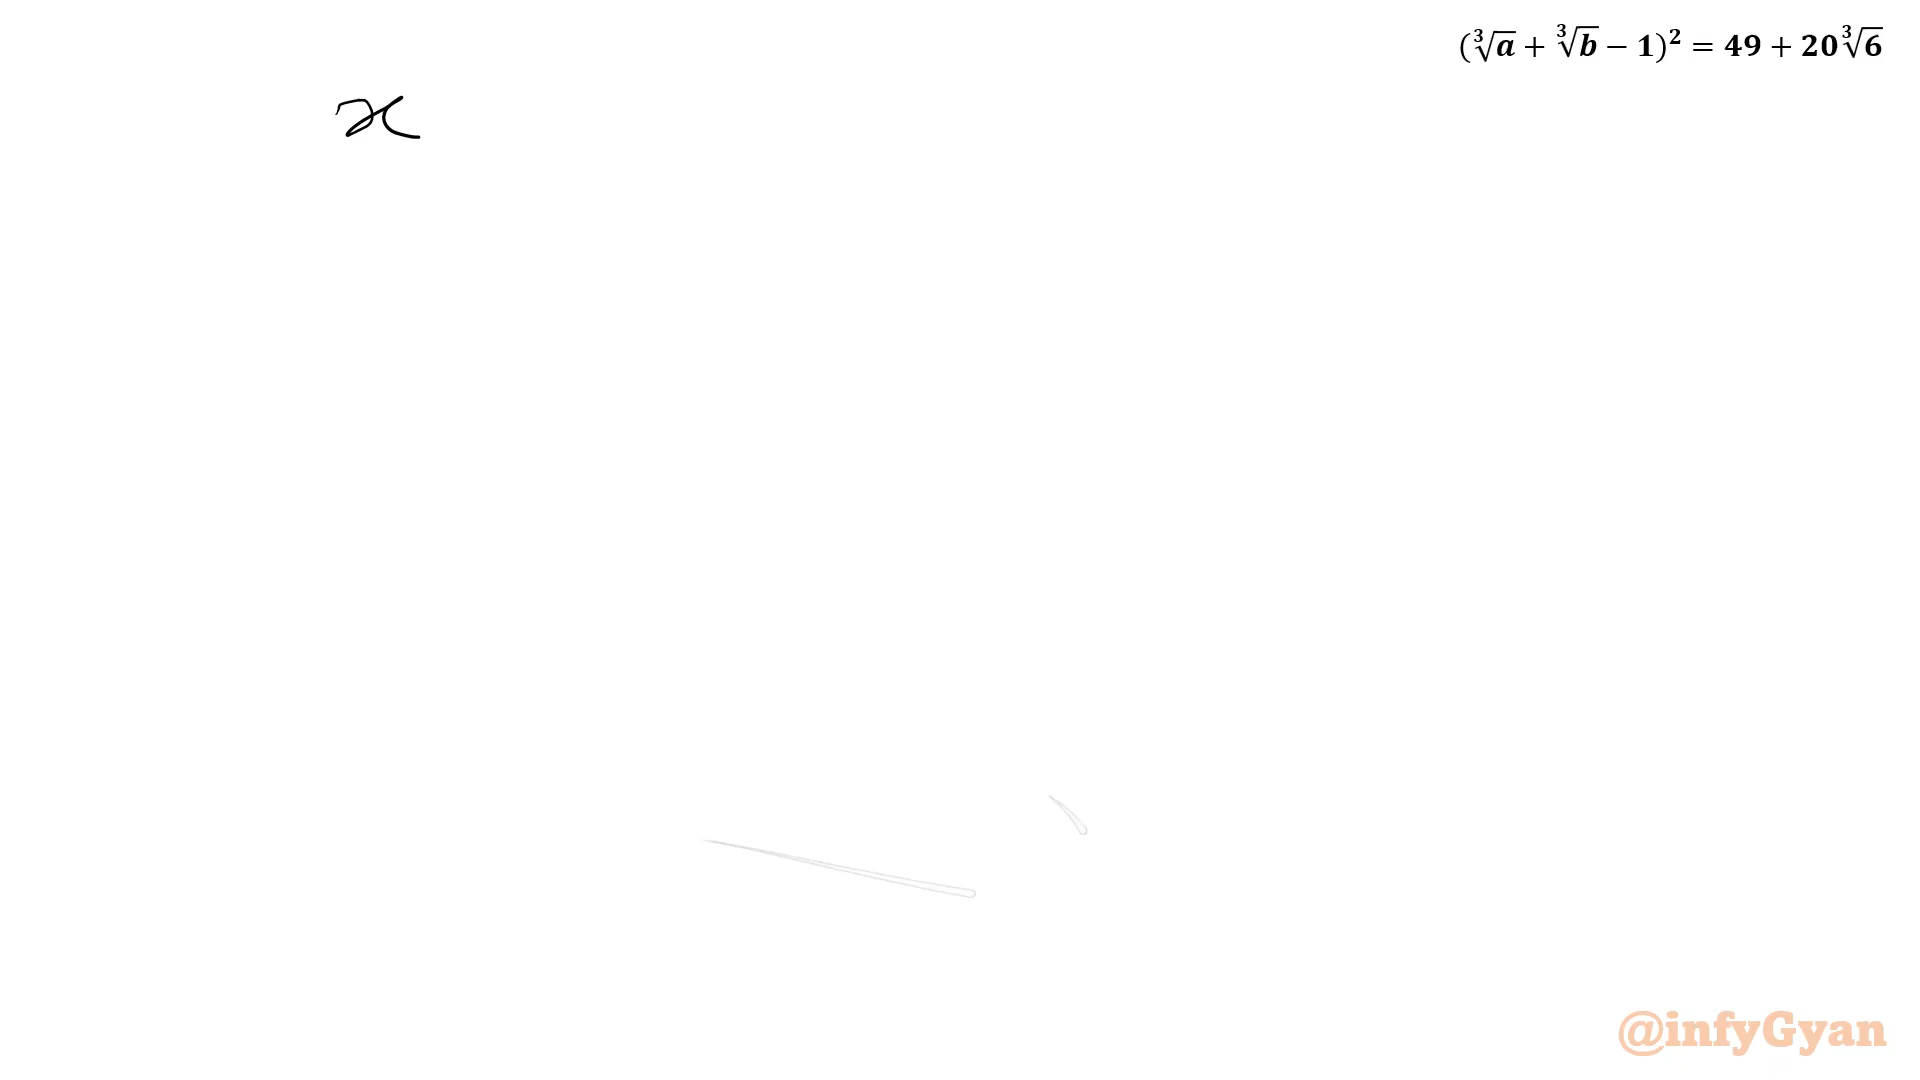 (∛a + ∛b − 1)² = 49 + 20∛6
x
@infyGyan